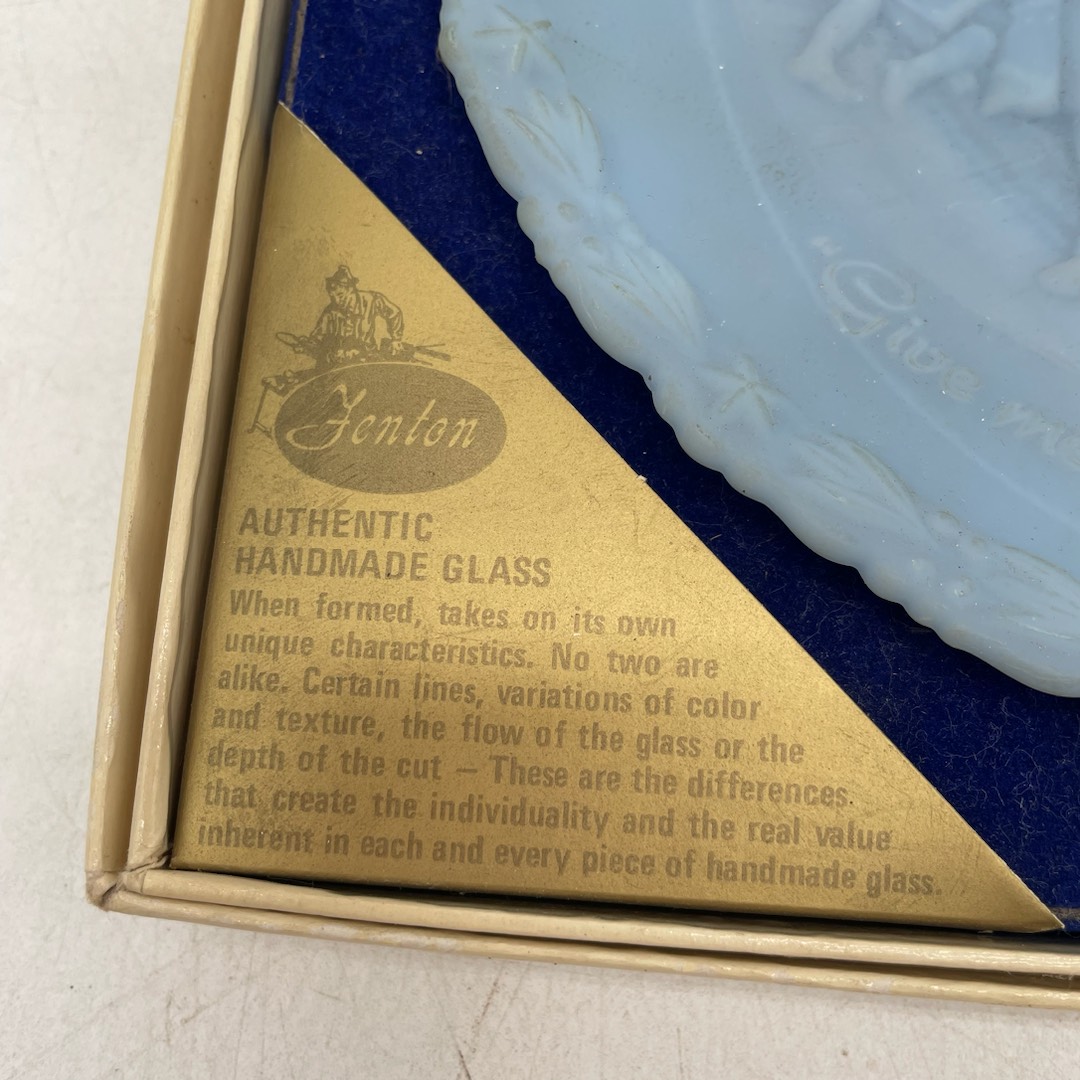 Fenton
AUTHENTIC
HANDMADE GLASS
When formed, takes on its own
unique characteristics. No two are
alike. Certain lines, variations of color
and texture, the flow of the glass or the
depth of the cut — These are the differences
that create the individuality and the real value
inherent in each and every piece of handmade glass.
"Give me